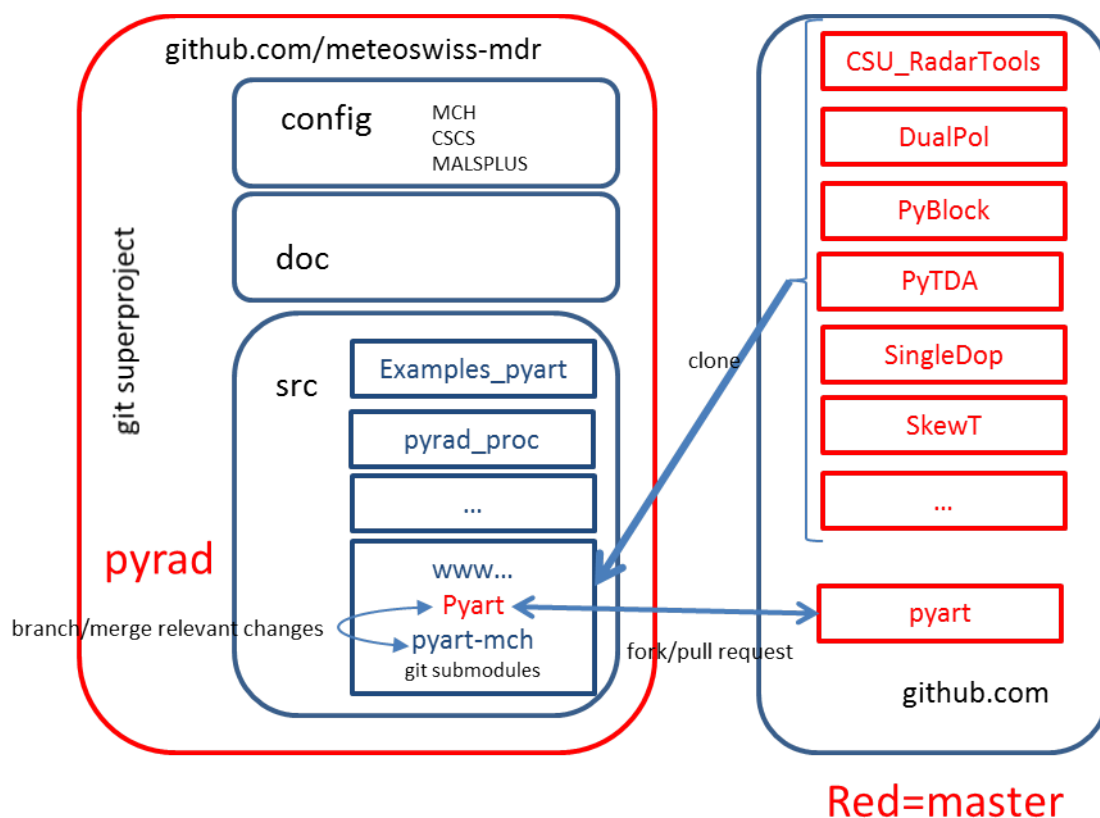 github.com/meteoswiss-mdr
config
MCH
CSCS
MALSPLUS
doc
git superproject
src
Examples_pyart
pyrad_proc
...
www...
Pyart
pyart-mch
git submodules
pyrad
branch/merge relevant changes
clone
fork/pull request
CSU_RadarTools
DualPol
PyBlock
PyTDA
SingleDop
SkewT
...
pyart
github.com
Red=master